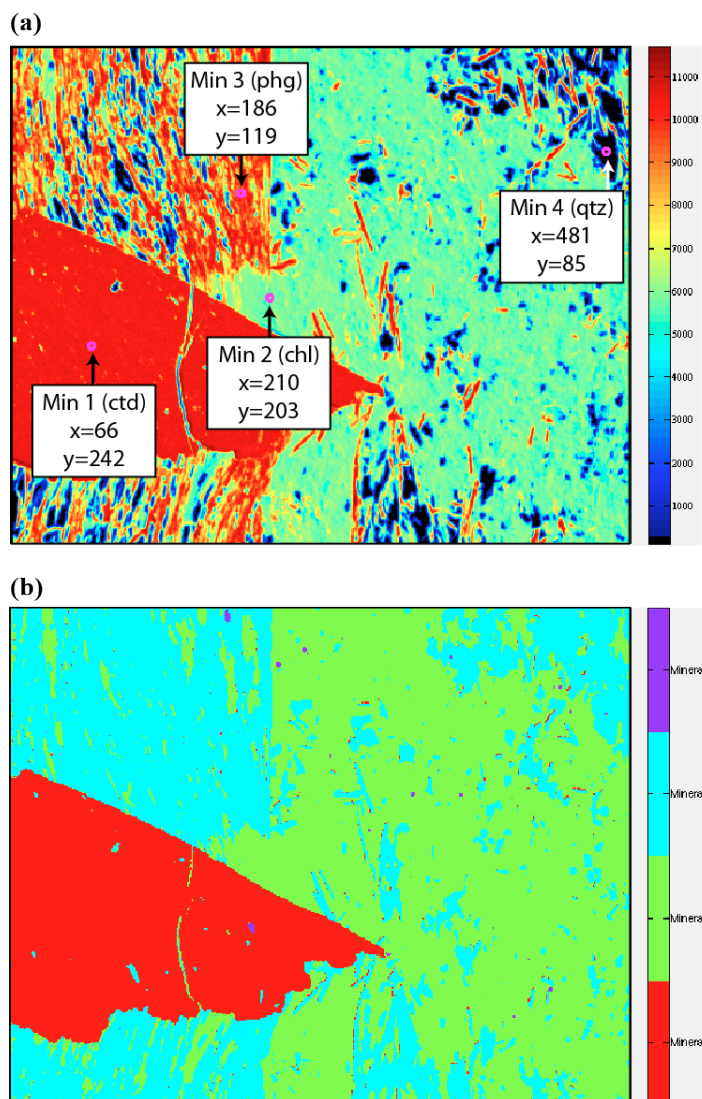 (a)
Min 3 (phg)
x=186
y=119
Min 4 (qtz)
x=481
y=85
Min 2 (chl)
x=210
y=203
Min 1 (ctd)
x=66
y=242
11000
10000
9000
8000
7000
6000
5000
4000
3000
2000
1000
(b)
Minera
Minera
Minera
Minera